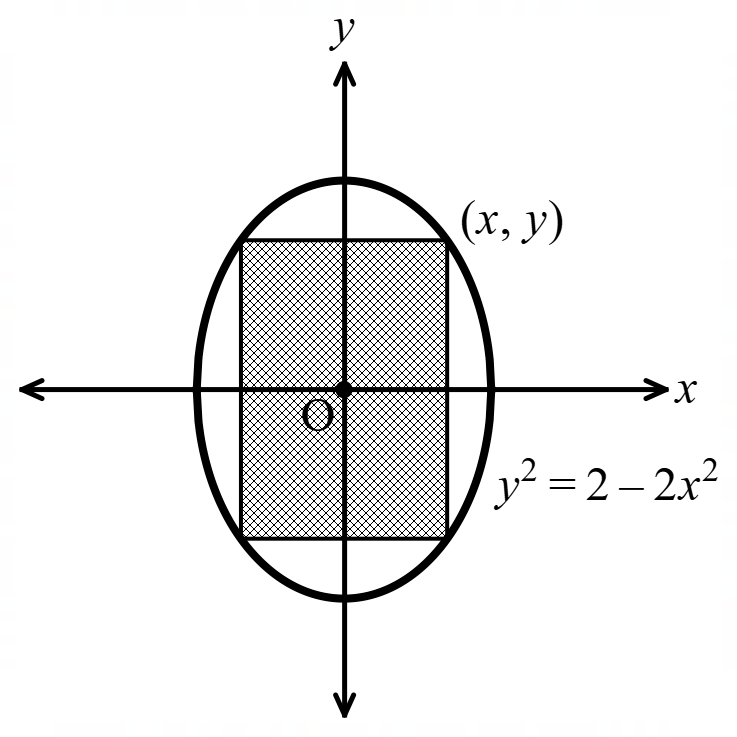 y
(x, y)
x
O
y² = 2 – 2x²